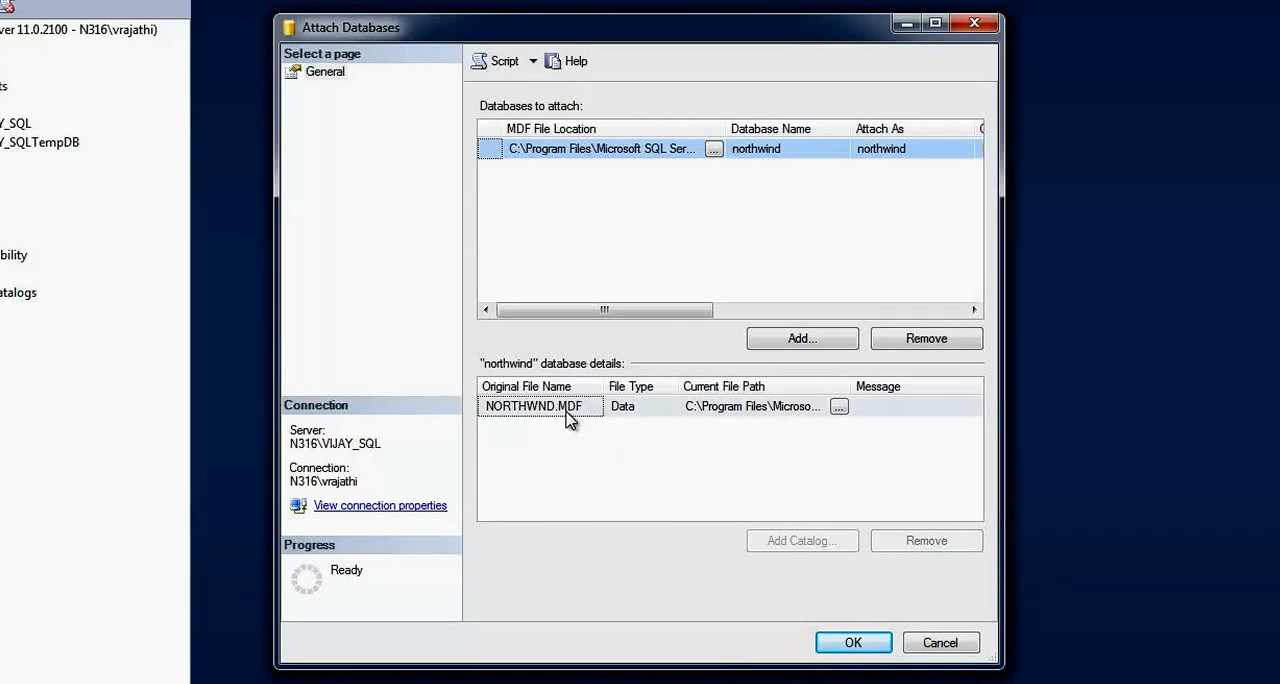 ver 11.0.2100 - N316\vrajathi)
ts
Y_SQL
Y_SQLTempDB
bility
atalogs
Attach Databases
Select a page
General
Script Help
Databases to attach:
MDF File Location Database Name Attach As
C:\Program Files\Microsoft SQL Ser... ... northwind northwind
Add... Remove
"northwind" database details:
Original File Name File Type Current File Path Message
NORTHWND.MDF Data C:\Program Files\Microso... ...
Add Catalog... Remove
Connection
Server:
N316\VIJAY_SQL
Connection:
N316\vrajathi
View connection properties
Progress
Ready
OK Cancel